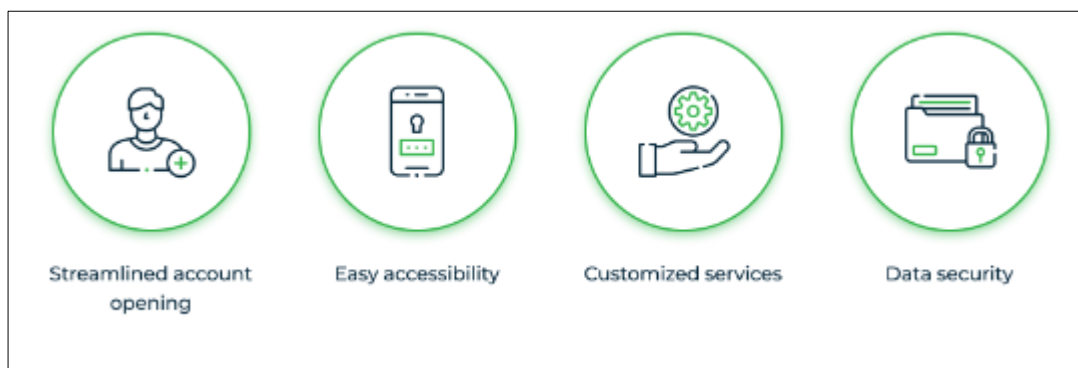 Streamlined account
opening
Easy accessibility
Customized services
Data security